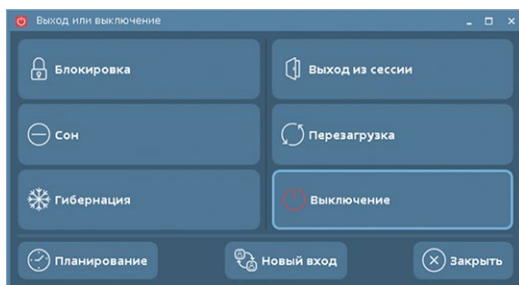 Выход или выключение
Блокировка
Выход из сессии
Сон
Перезагрузка
Гибернация
Выключение
Планирование
Новый вход
Закрыть